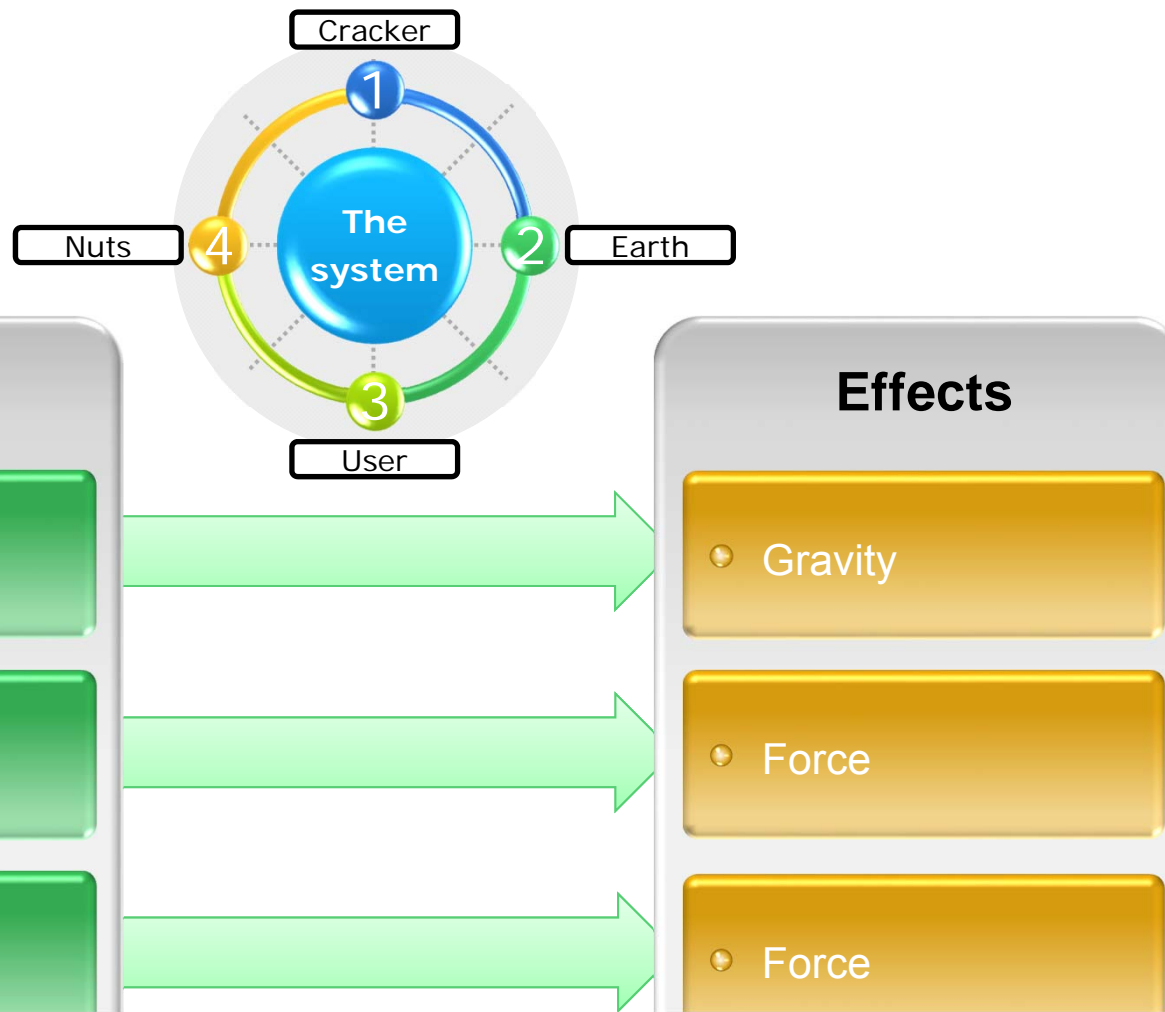 Cracker
1
The
system
Nuts
4
2
Earth
3
User
Effects
Gravity
Force
Force